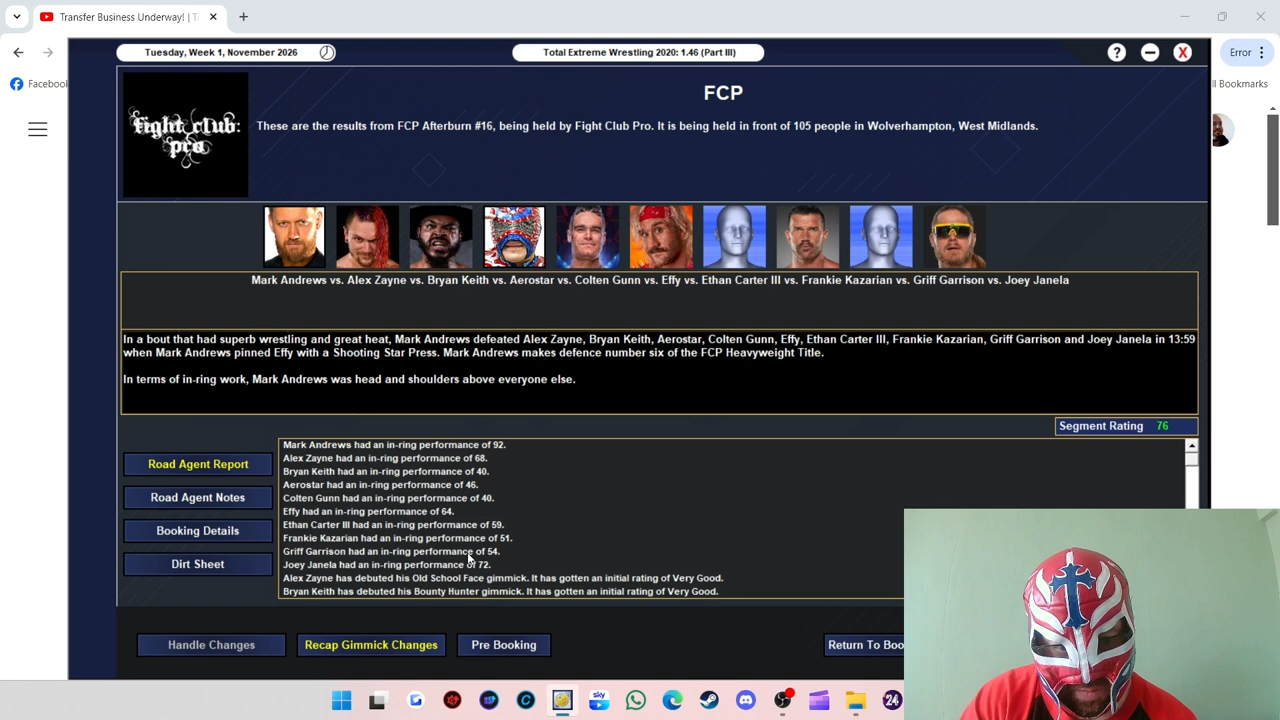 Transfer Business Underway! | T
Tuesday, Week 1, November 2026
Total Extreme Wrestling 2020: 1.46 (Part III)
?
X
Error
Facebook
ll Bookmarks
fight club:
pro
FCP
These are the results from FCP Afterburn #16, being held by Fight Club Pro. It is being held in front of 105 people in Wolverhampton, West Midlands.
Mark Andrews vs. Alex Zayne vs. Bryan Keith vs. Aerostar vs. Colten Gunn vs. Effy vs. Ethan Carter III vs. Frankie Kazarian vs. Griff Garrison vs. Joey Janela
In a bout that had superb wrestling and great heat, Mark Andrews defeated Alex Zayne, Bryan Keith, Aerostar, Colten Gunn, Effy, Ethan Carter III, Frankie Kazarian, Griff Garrison and Joey Janela in 13:59
when Mark Andrews pinned Effy with a Shooting Star Press. Mark Andrews makes defence number six of the FCP Heavyweight Title.
In terms of in-ring work, Mark Andrews was head and shoulders above everyone else.
Segment Rating 76
Road Agent Report
Road Agent Notes
Booking Details
Dirt Sheet
Mark Andrews had an in-ring performance of 92.
Alex Zayne had an in-ring performance of 68.
Bryan Keith had an in-ring performance of 40.
Aerostar had an in-ring performance of 46.
Colten Gunn had an in-ring performance of 40.
Effy had an in-ring performance of 64.
Ethan Carter III had an in-ring performance of 59.
Frankie Kazarian had an in-ring performance of 51.
Griff Garrison had an in-ring performance of 54.
Joey Janela had an in-ring performance of 72.
Alex Zayne has debuted his Old School Face gimmick. It has gotten an initial rating of Very Good.
Bryan Keith has debuted his Bounty Hunter gimmick. It has gotten an initial rating of Very Good.
Handle Changes
Recap Gimmick Changes
Pre Booking
Return To Boo
sky
24